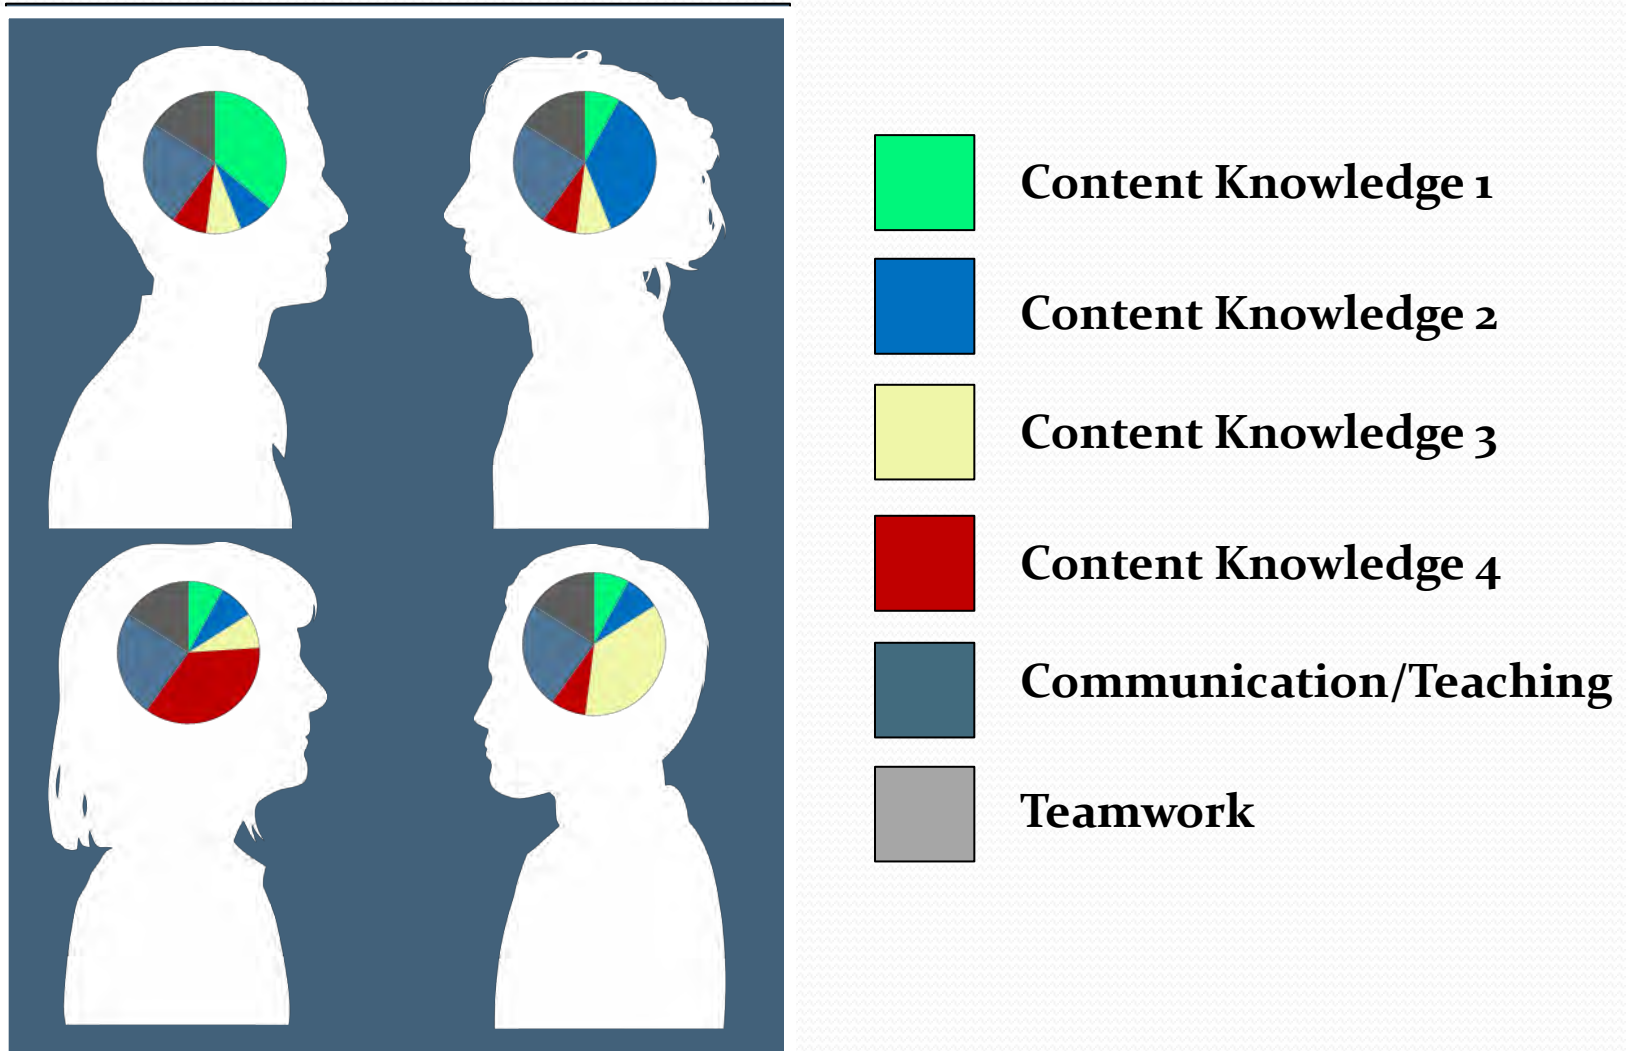 Content Knowledge 1
Content Knowledge 2
Content Knowledge 3
Content Knowledge 4
Communication/Teaching
Teamwork